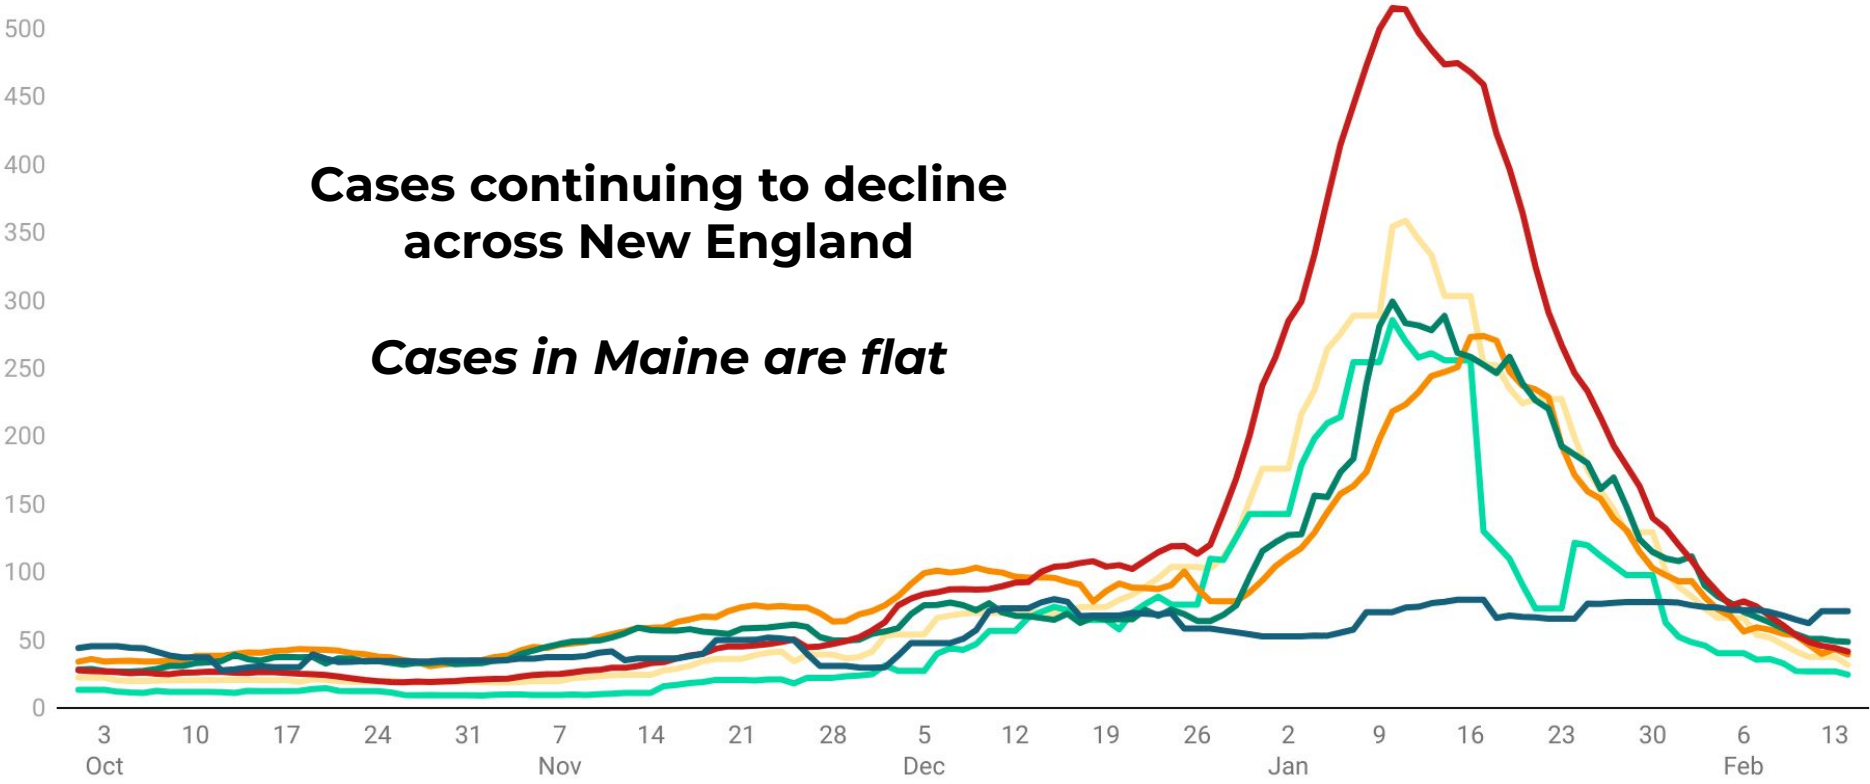 500
450
400
350
300
250
200
150
100
50
0
Cases continuing to decline
across New England
Cases in Maine are flat
3 10 17 24 31 7 14 21 28 5 12 19 26 2 9 16 23 30 6 13
Oct Nov Dec Jan Feb